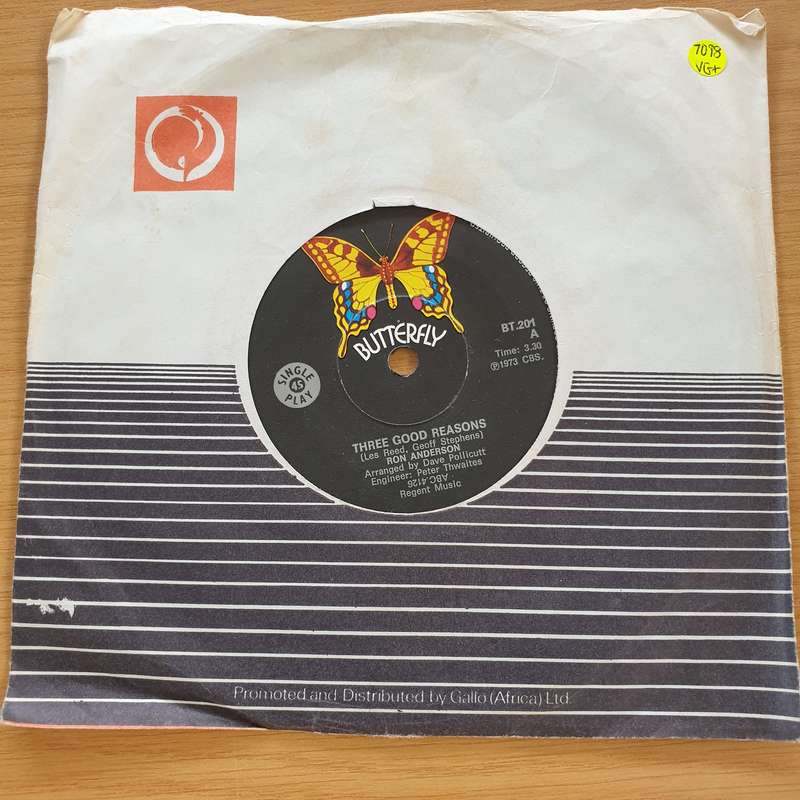 7098
VG+
BUTTERFLY
BT.201
A
Time: 3.30
℗1973 CBS.
SINGLE
45
PLAY
THREE GOOD REASONS
(Les Reed, Geoff Stephens)
RON ANDERSON
Arranged by Dave Pollicutt
Engineer: Peter Thwaites
ABC.4126
Regent Music
Promoted and Distributed by Gallo (Africa) Ltd.